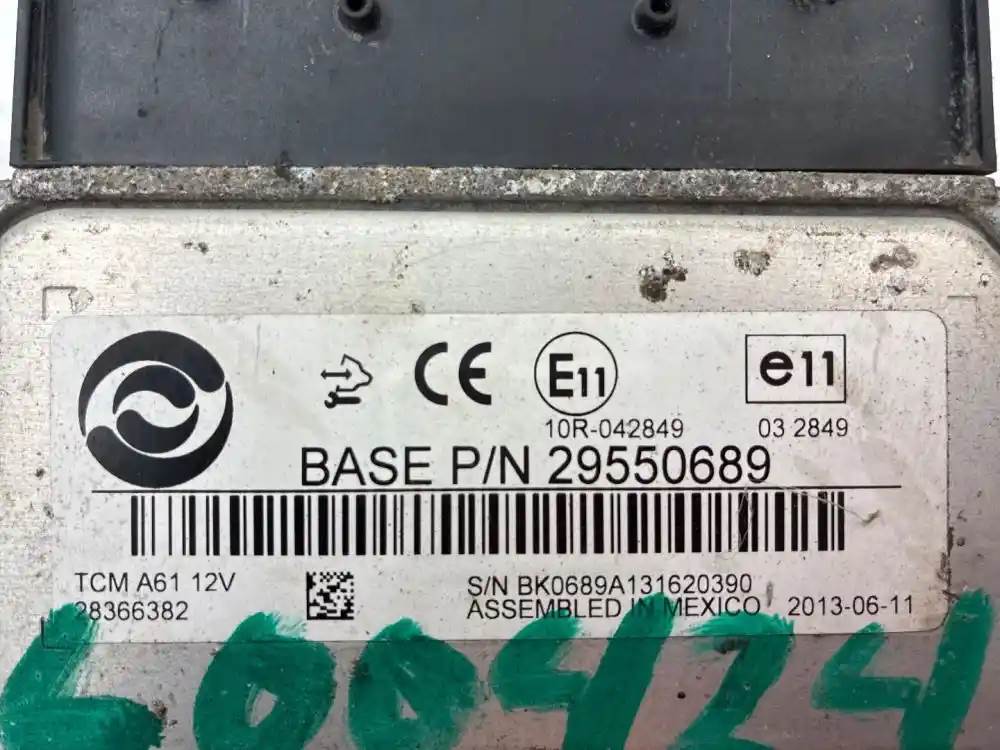 CE E11 e11
10R-042849 03 2849
BASE P/N 29550689
TCM A61 12V S/N BK0689A131620390
28366382 ASSEMBLED IN MEXICO 2013-06-11
L00424